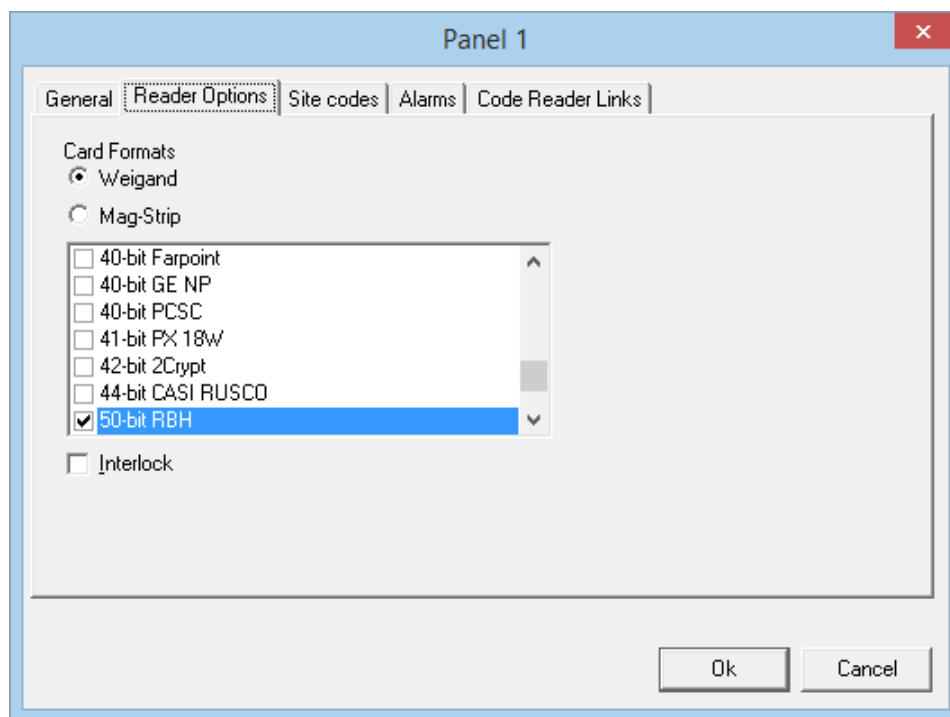 Panel 1
General Reader Options Site codes Alarms Code Reader Links
Card Formats
Weigand
Mag-Strip
40-bit Farpoint
40-bit GE NP
40-bit PCSC
41-bit PX 18W
42-bit 2Crypt
44-bit CASI RUSCO
50-bit RBH
Interlock
Ok Cancel